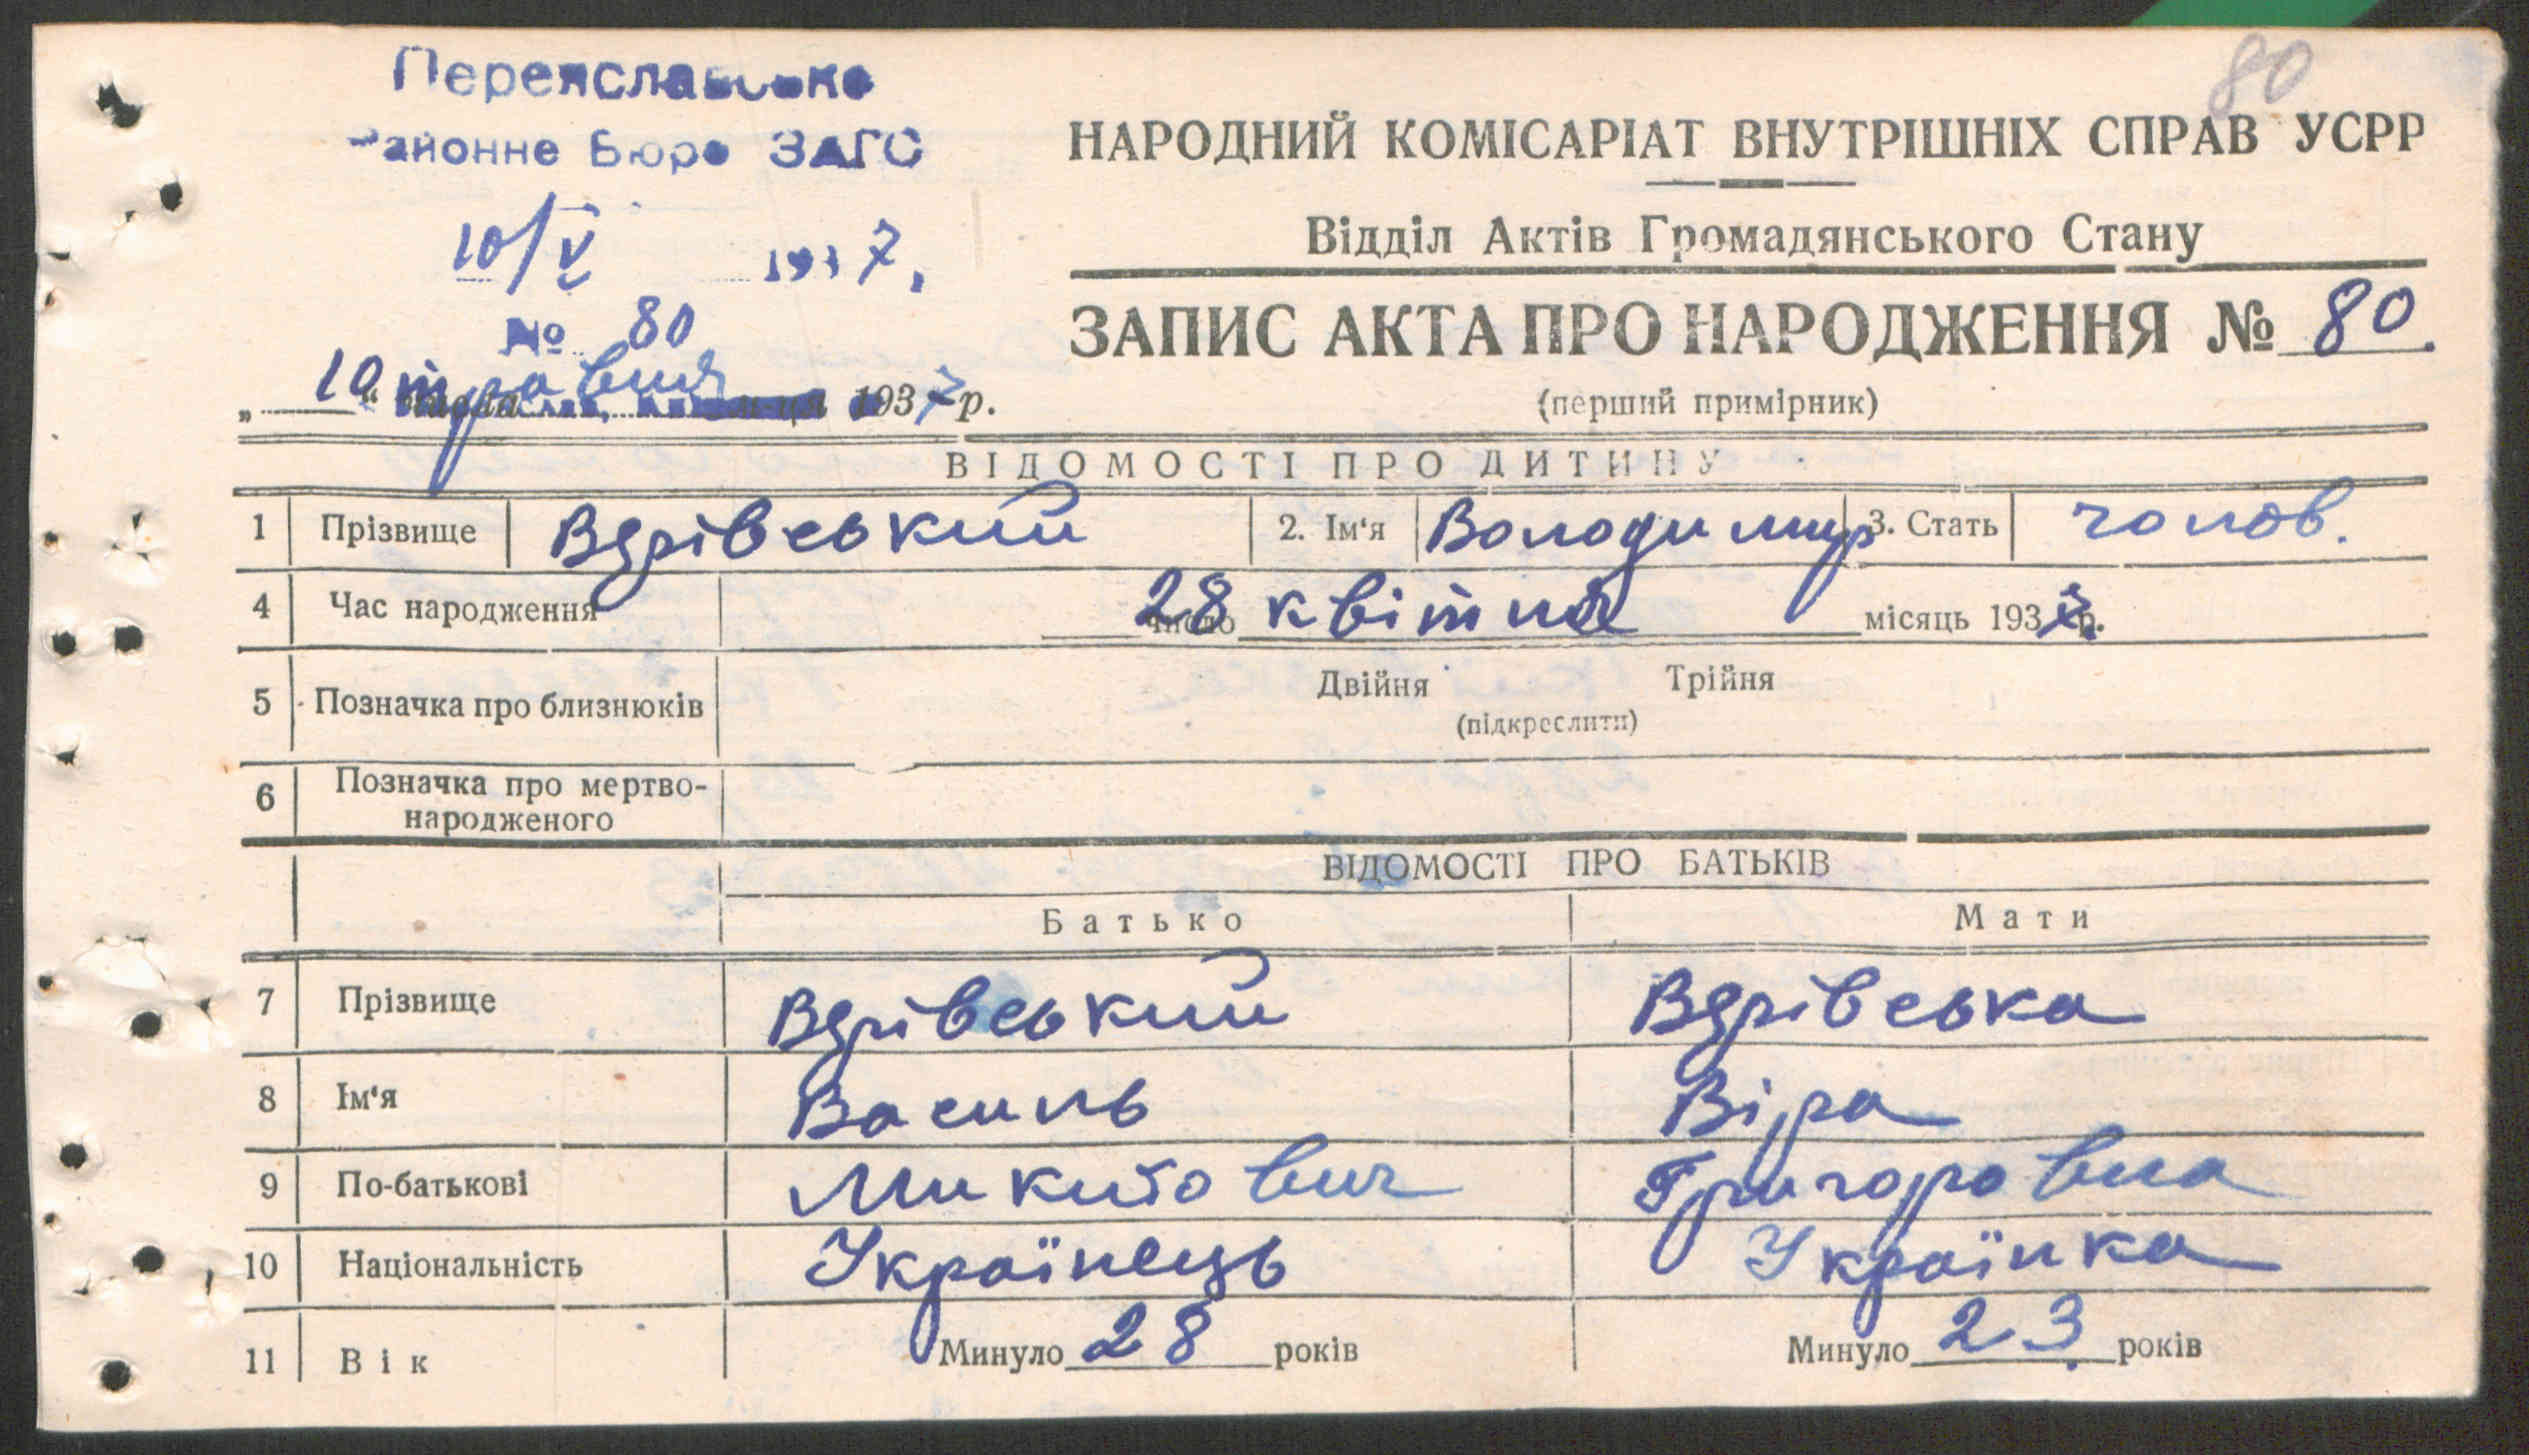 80
Переяславське
Районне Бюро ЗАГС
10/V 1937.
№ 80
НАРОДНИЙ КОМІСАРІАТ ВНУТРІШНІХ СПРАВ УСРР
Відділ Актів Громадянського Стану
ЗАПИС АКТА ПРО НАРОДЖЕННЯ № 80.
„ 10 “ травня 1937 р.
(перший примірник)
ВІДОМОСТІ ПРО ДИТИНУ
1 Прізвище Вдрівський 2. Ім'я Володимир 3. Стать чолов.
4 Час народження 28 число квітня місяць 1937 р.
5 Позначка про близнюків Двійня Трійня
(підкреслити)
6 Позначка про мертво-
народженого
ВІДОМОСТІ ПРО БАТЬКІВ
Батько Мати
7 Прізвище Вдрівський Вдрівська
8 Ім'я Василь Віра
9 По-батькові Микитович Григоровна
10 Національність Українець Українка
11 Вік Минуло 28 років Минуло 23 років